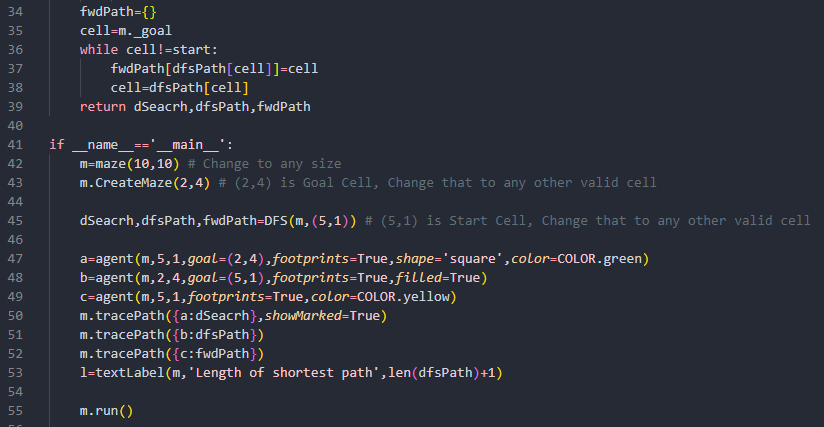 34 fwdPath={}
35 cell=m._goal
36 while cell!=start:
37 fwdPath[dfsPath[cell]]=cell
38 cell=dfsPath[cell]
39 return dSeacrh,dfsPath,fwdPath
40
41 if __name__=='__main__':
42 m=maze(10,10) # Change to any size
43 m.CreateMaze(2,4) # (2,4) is Goal Cell, Change that to any other valid cell
44
45 dSeacrh,dfsPath,fwdPath=DFS(m,(5,1)) # (5,1) is Start Cell, Change that to any other valid cell
46
47 a=agent(m,5,1,goal=(2,4),footprints=True,shape='square',color=COLOR.green)
48 b=agent(m,2,4,goal=(5,1),footprints=True,filled=True)
49 c=agent(m,5,1,footprints=True,color=COLOR.yellow)
50 m.tracePath({a:dSeacrh},showMarked=True)
51 m.tracePath({b:dfsPath})
52 m.tracePath({c:fwdPath})
53 l=textLabel(m,'Length of shortest path',len(dfsPath)+1)
54
55 m.run()